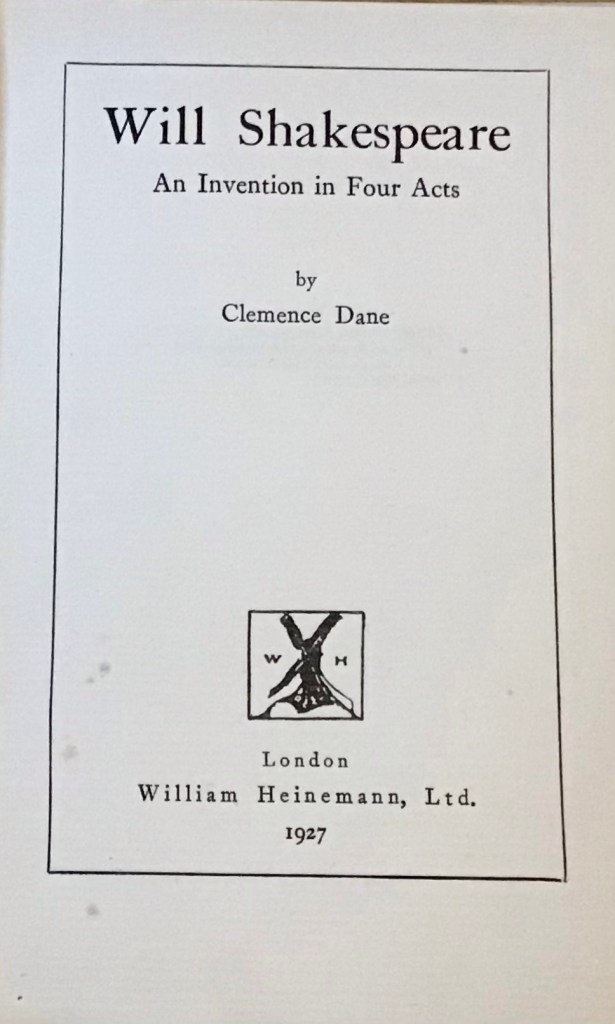 Will Shakespeare
An Invention in Four Acts
by
Clemence Dane
W H
London
William Heinemann, Ltd.
1927